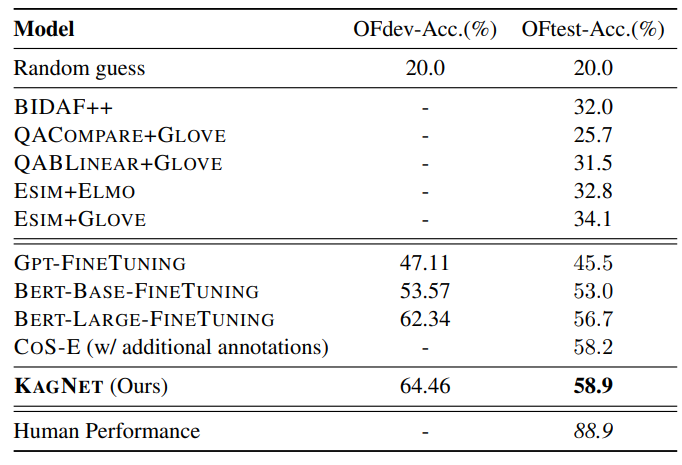 Model OFdev-Acc.(%) OFtest-Acc.(%)
Random guess 20.0 20.0
BIDAF++ - 32.0
QACOMPARE+GLOVE - 25.7
QABLINEAR+GLOVE - 31.5
ESIM+ELMO - 32.8
ESIM+GLOVE - 34.1
GPT-FINETUNING 47.11 45.5
BERT-BASE-FINETUNING 53.57 53.0
BERT-LARGE-FINETUNING 62.34 56.7
COS-E (w/ additional annotations) - 58.2
KAGNET (Ours) 64.46 58.9
Human Performance - 88.9